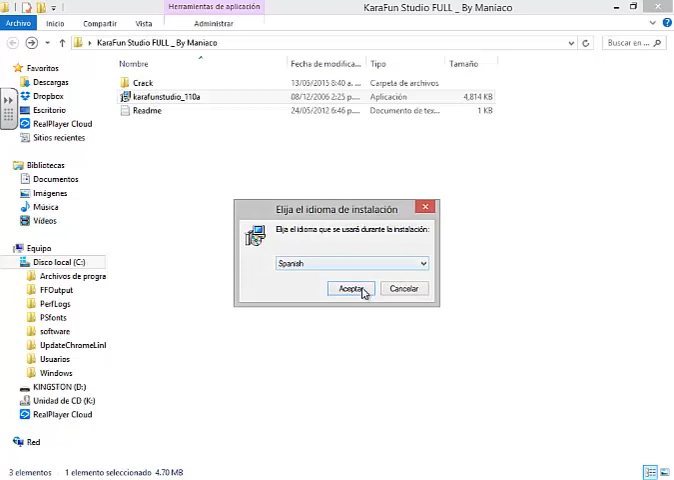 Herramientas de aplicación
KaraFun Studio FULL _ By Maniaco
Archivo Inicio Compartir Vista Administrar
KaraFun Studio FULL _ By Maniaco
Buscar en ...
Nombre Fecha de modifica... Tipo Tamaño
Favoritos
Descargas
Dropbox
Escritorio
RealPlayer Cloud
Sitios recientes
Bibliotecas
Documentos
Imágenes
Música
Vídeos
Equipo
Disco local (C:)
Archivos de progra
FFOutput
PerfLogs
PSfonts
software
UpdateChromeLinl
Usuarios
Windows
KINGSTON (D:)
Unidad de CD (K:)
RealPlayer Cloud
Red
Crack 13/03/2015 8:40 a. ... Carpeta de archivos
karafunstudio_110a 08/12/2006 2:25 p.... Aplicación 4,814 KB
Readme 24/05/2012 6:46 p.... Documento de tex... 1 KB
Elija el idioma de instalación
Elija el idioma que se usará durante la instalación:
Spanish
Aceptar Cancelar
3 elementos 1 elemento seleccionado 4.70 MB